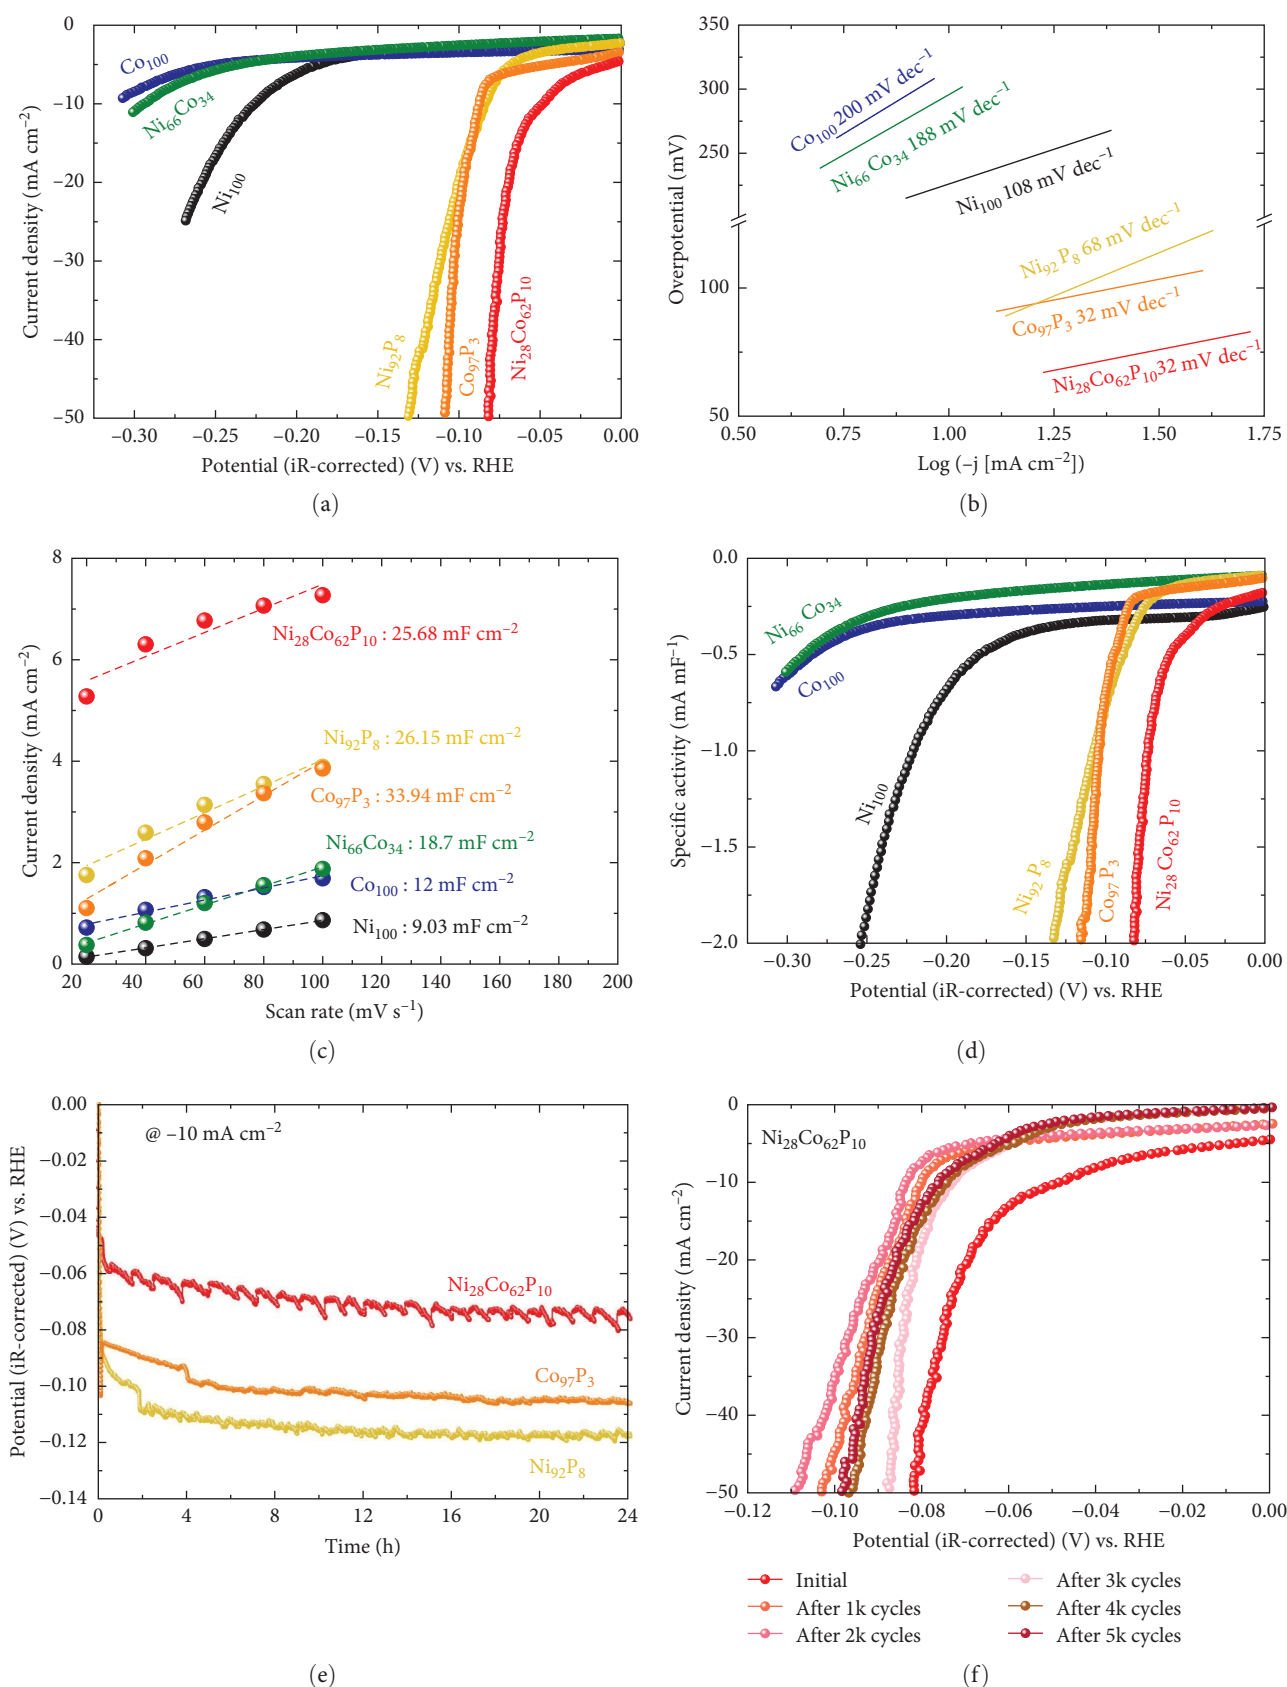 0
−10
−20
−30
−40
−50
Current density (mA cm⁻²)
Co₁₀₀
Ni₆₆Co₃₄
Ni₁₀₀
Ni₉₂P₈
Co₉₇P₃
Ni₂₈Co₆₂P₁₀
−0.30 −0.25 −0.20 −0.15 −0.10 −0.05 0.00
Potential (iR-corrected) (V) vs. RHE
(a)
350
300
250
100
50
Overpotential (mV)
Co₁₀₀ 200 mV dec⁻¹
Ni₆₆Co₃₄ 188 mV dec⁻¹
Ni₁₀₀ 108 mV dec⁻¹
Ni₉₂P₈ 68 mV dec⁻¹
Co₉₇P₃ 32 mV dec⁻¹
Ni₂₈Co₆₂P₁₀32 mV dec⁻¹
0.50 0.75 1.00 1.25 1.50 1.75
Log (−j [mA cm⁻²])
(b)
8
6
4
2
0
Current density (mA cm⁻²)
Ni₂₈Co₆₂P₁₀ : 25.68 mF cm⁻²
Ni₉₂P₈ : 26.15 mF cm⁻²
Co₉₇P₃ : 33.94 mF cm⁻²
Ni₆₆Co₃₄ : 18.7 mF cm⁻²
Co₁₀₀ : 12 mF cm⁻²
Ni₁₀₀ : 9.03 mF cm⁻²
20 40 60 80 100 120 140 160 180 200
Scan rate (mV s⁻¹)
(c)
0.0
−0.5
−1.0
−1.5
−2.0
Specific activity (mA mF⁻¹)
Ni₆₆ Co₃₄
Co₁₀₀
Ni₁₀₀
Ni₉₂ P₈
Co₉₇ P₃
Ni₂₈ Co₆₂ P₁₀
−0.30 −0.25 −0.20 −0.15 −0.10 −0.05 0.00
Potential (iR-corrected) (V) vs. RHE
(d)
0.00
−0.02
−0.04
−0.06
−0.08
−0.10
−0.12
−0.14
Potential (iR-corrected) (V) vs. RHE
@ −10 mA cm⁻²
Ni₂₈Co₆₂P₁₀
Co₉₇P₃
Ni₉₂P₈
0 4 8 12 16 20 24
Time (h)
(e)
0
−10
−20
−30
−40
−50
Current density (mA cm⁻²)
Ni₂₈Co₆₂P₁₀
−0.12 −0.10 −0.08 −0.06 −0.04 −0.02 0.00
Potential (iR-corrected) (V) vs. RHE
Initial
After 1k cycles
After 2k cycles
After 3k cycles
After 4k cycles
After 5k cycles
(f)